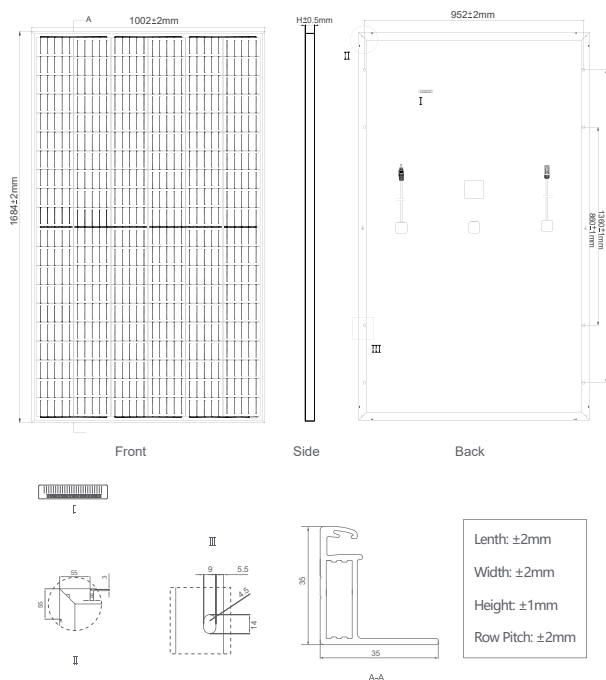 A
1002±2mm
H±0.5mm
952±2mm
II
I
1684±2mm
1360±1mm
860±1mm
III
Front
Side
Back
I
III
55
3
55
II
9
5.5
4.5
14
35
35
A-A
Lenth: ±2mm
Width: ±2mm
Height: ±1mm
Row Pitch: ±2mm